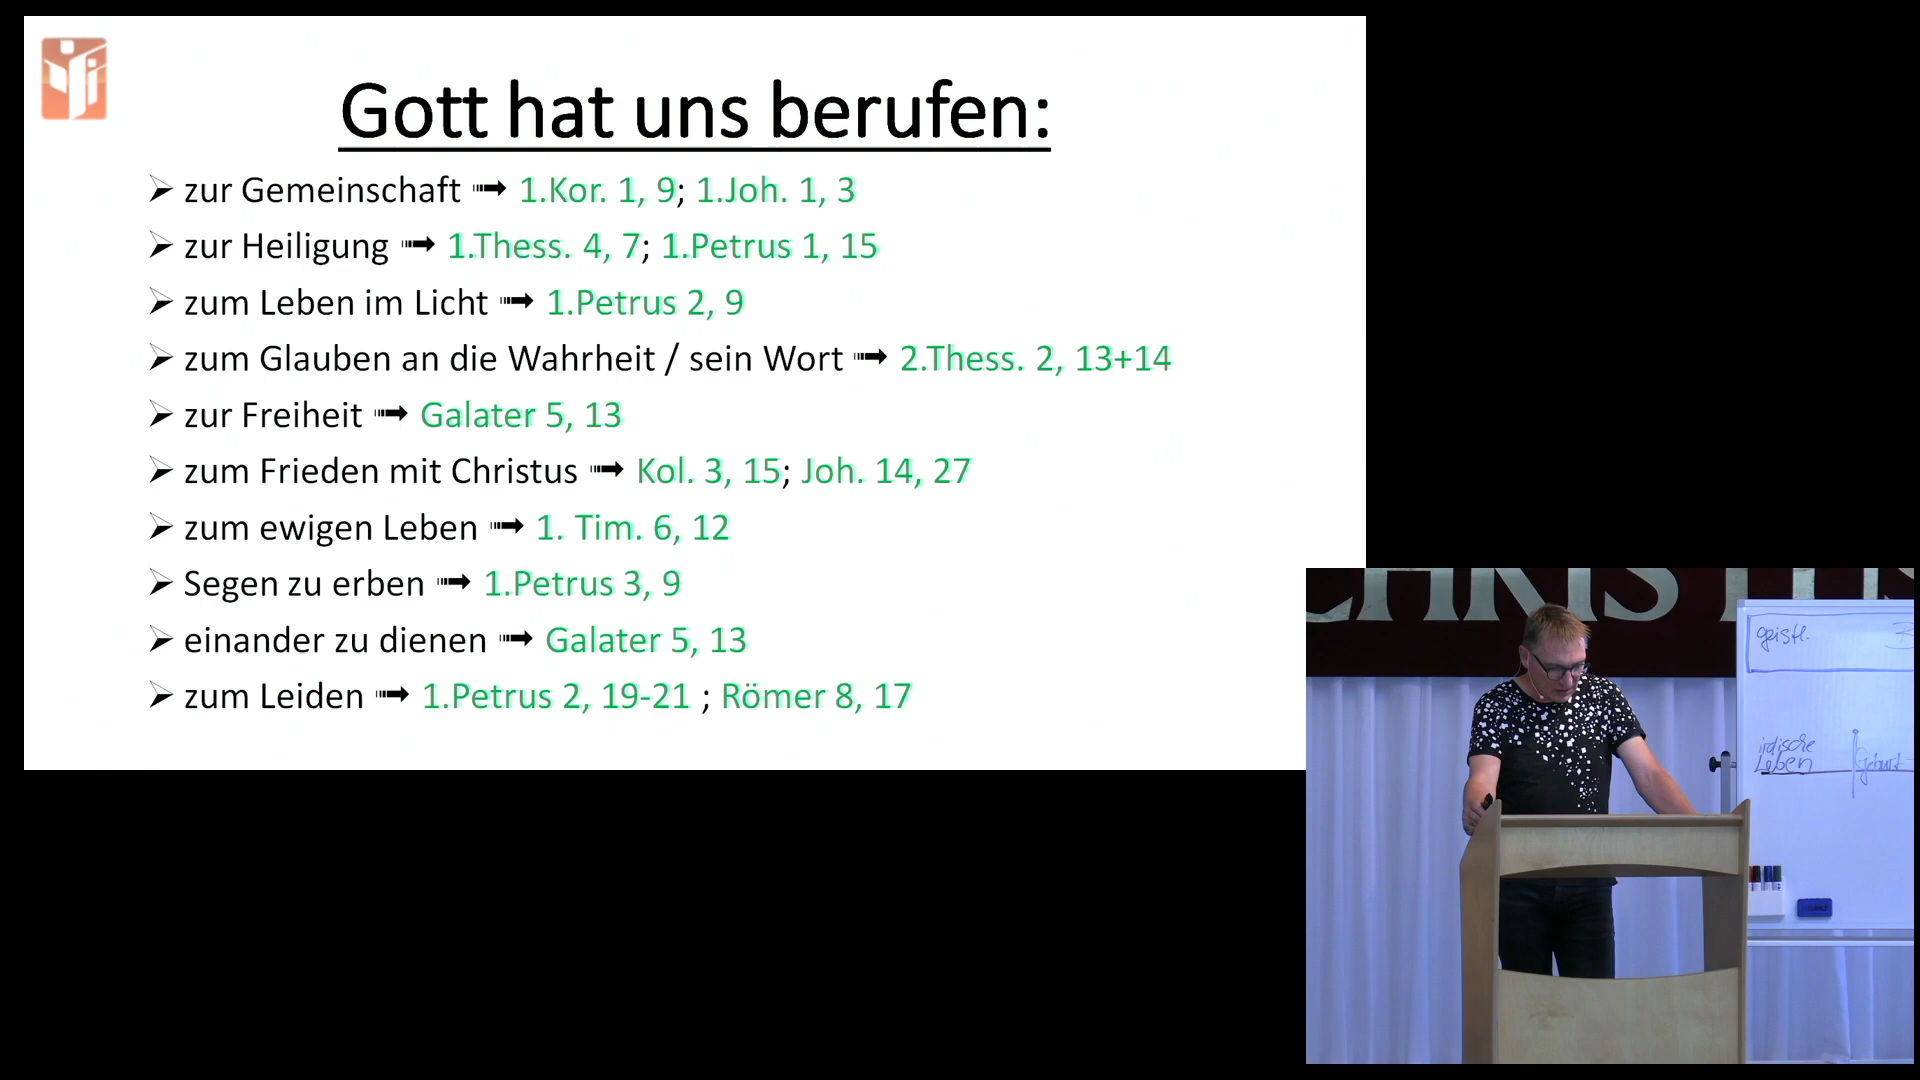 Gott hat uns berufen:
➢ zur Gemeinschaft ➟ 1.Kor. 1, 9; 1.Joh. 1, 3
➢ zur Heiligung ➟ 1.Thess. 4, 7; 1.Petrus 1, 15
➢ zum Leben im Licht ➟ 1.Petrus 2, 9
➢ zum Glauben an die Wahrheit / sein Wort ➟ 2.Thess. 2, 13+14
➢ zur Freiheit ➟ Galater 5, 13
➢ zum Frieden mit Christus ➟ Kol. 3, 15; Joh. 14, 27
➢ zum ewigen Leben ➟ 1. Tim. 6, 12
➢ Segen zu erben ➟ 1.Petrus 3, 9
➢ einander zu dienen ➟ Galater 5, 13
➢ zum Leiden ➟ 1.Petrus 2, 19-21 ; Römer 8, 17
geistl.
irdische
Leben
Geburt